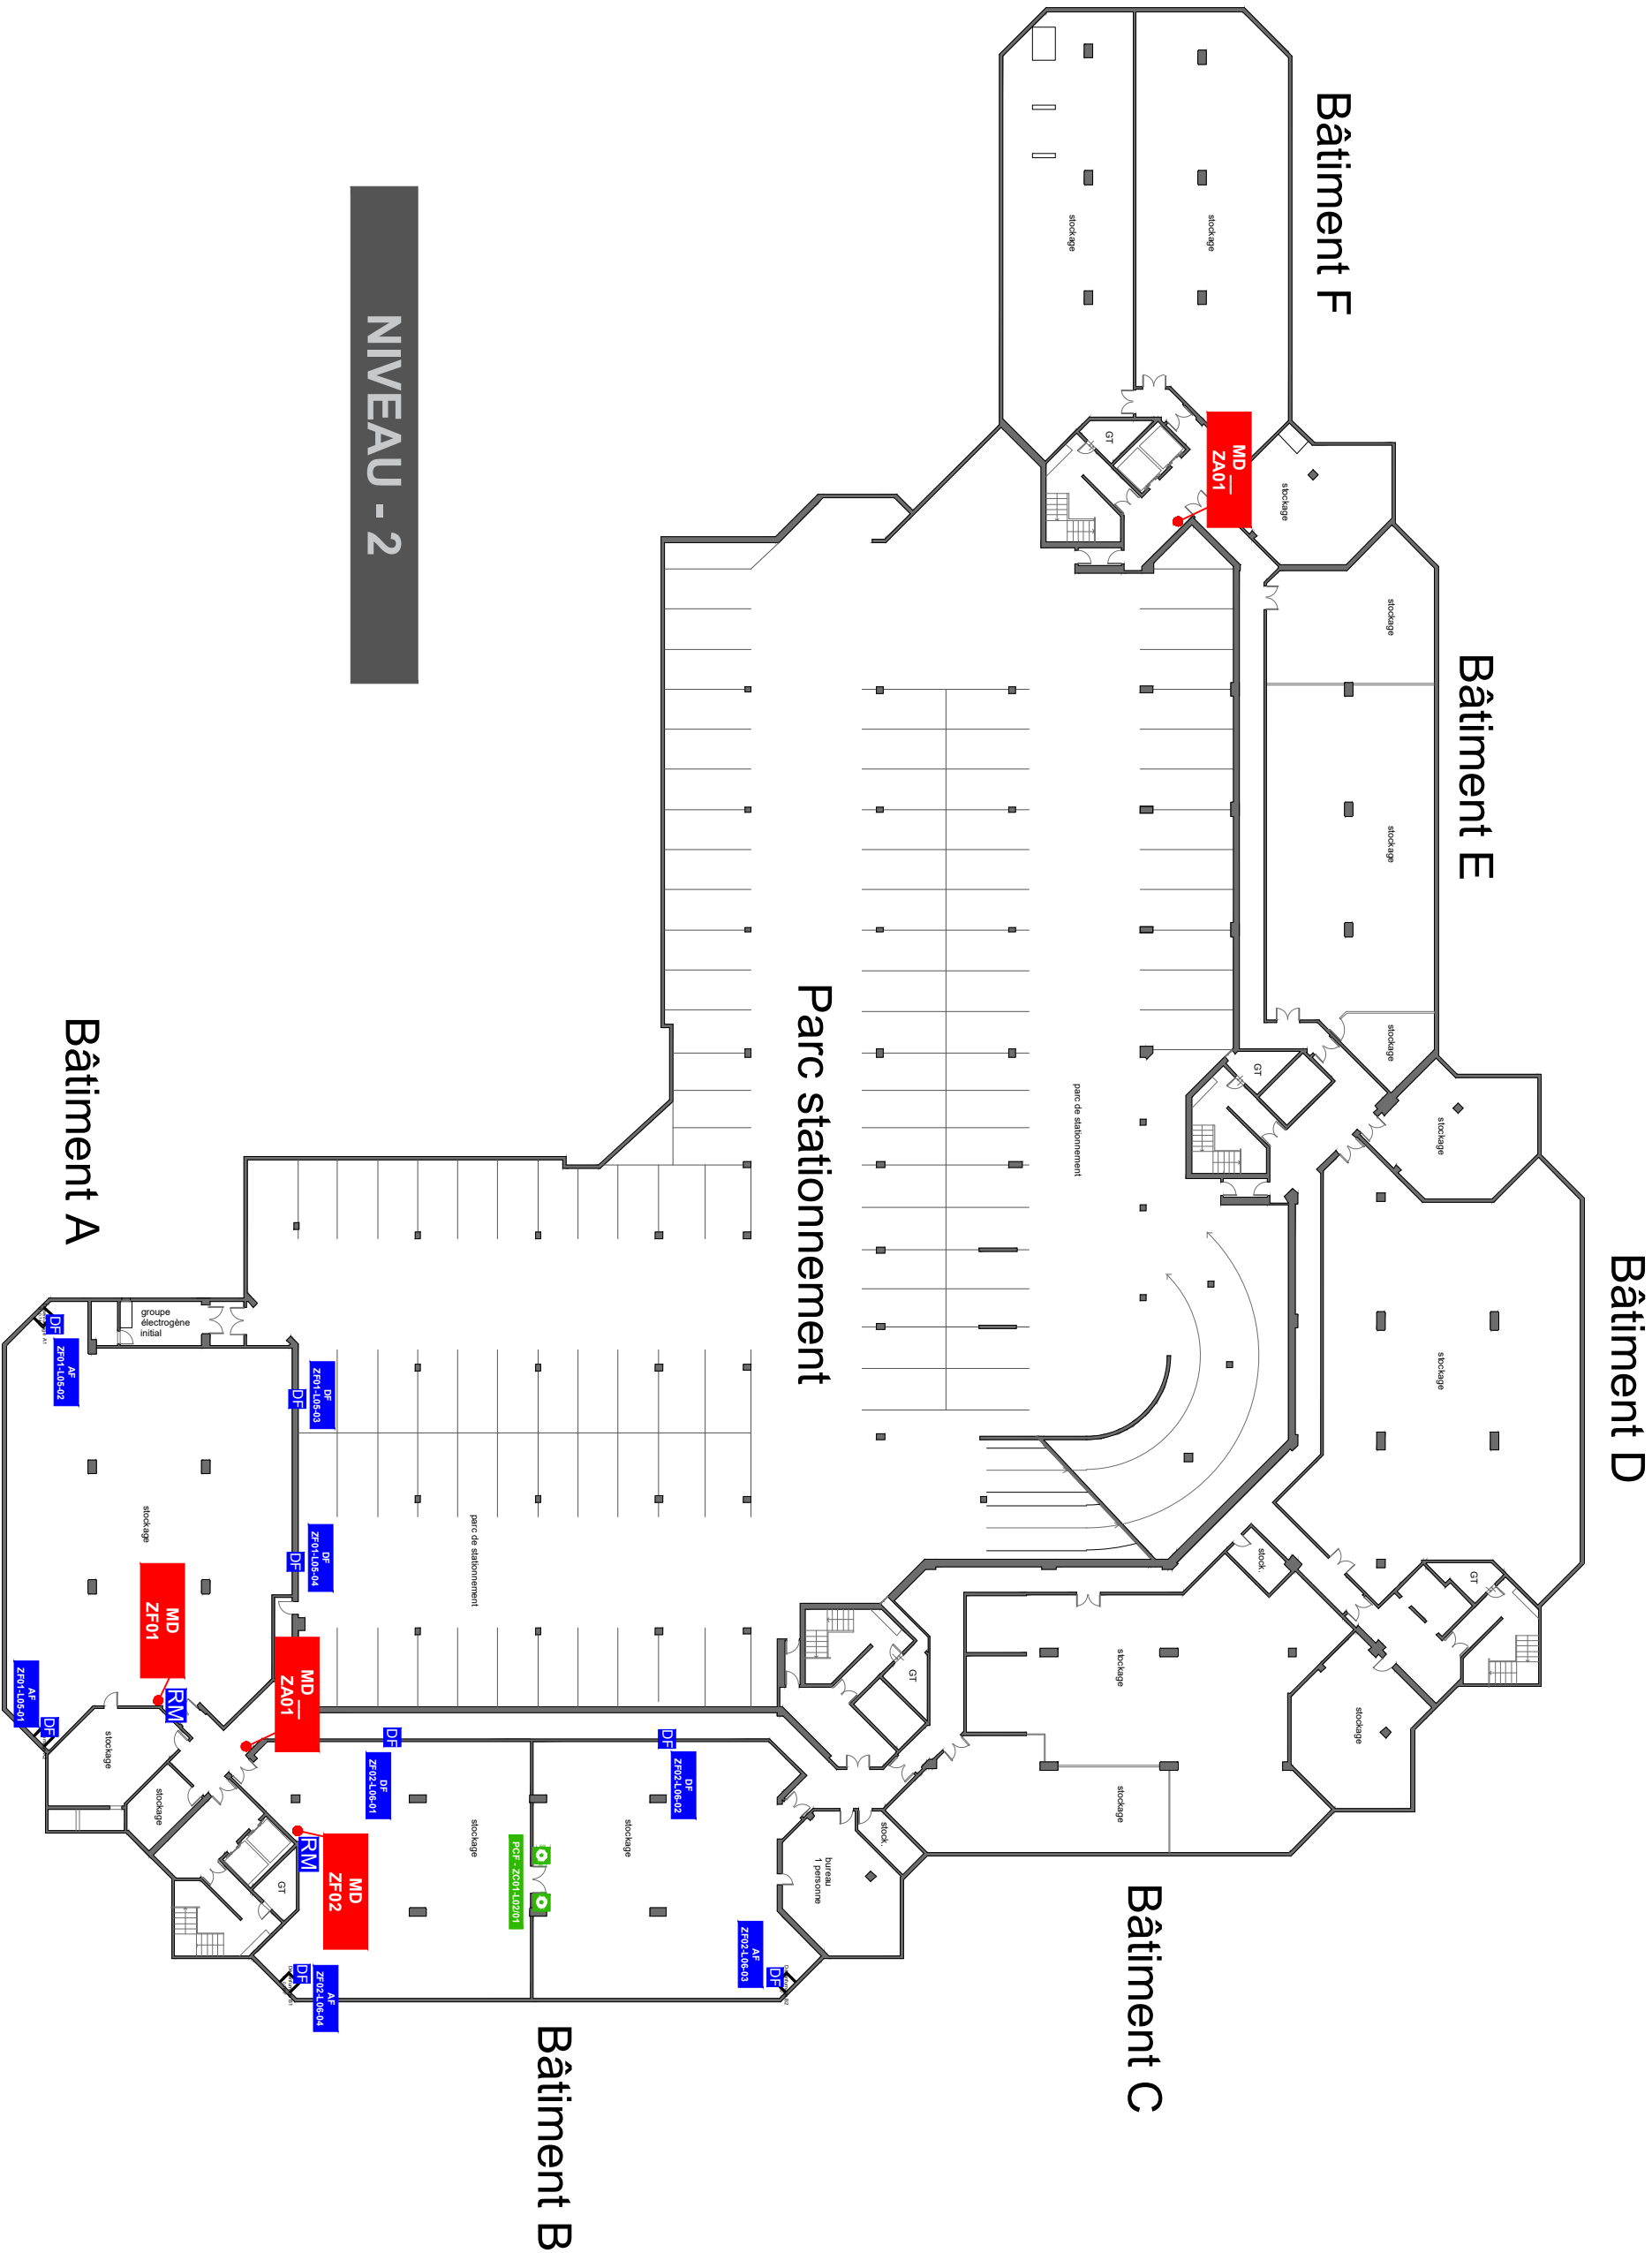 NIVEAU - 2
Bâtiment F
stockage
stockage
GT
MD
ZA01
stockage
Bâtiment E
stockage
stockage
stockage
GT
stockage
Bâtiment D
stockage
GT
stock.
Parc stationnement
parc de stationnement
parc de stationnement
Bâtiment A
groupe
électrogène
initial
DF
AF
ZF01-L05-02
DF
DF
ZF01-L05-03
DF
DF
ZF01-L05-04
stockage
MD
ZF01
RM
AF
ZF01-L05-01
DF
MD
ZA01
stockage
stockage
GT
RM
MD
ZF02
DF
DF
ZF02-L06-01
DF
DF
ZF02-L06-02
stockage
stockage
PCF - ZC01-L02/01
DF
AF
ZF02-L06-04
AF
ZF02-L06-03
DF
bureau
1 personne
stock.
GT
stockage
stockage
stockage
Bâtiment C
Bâtiment B